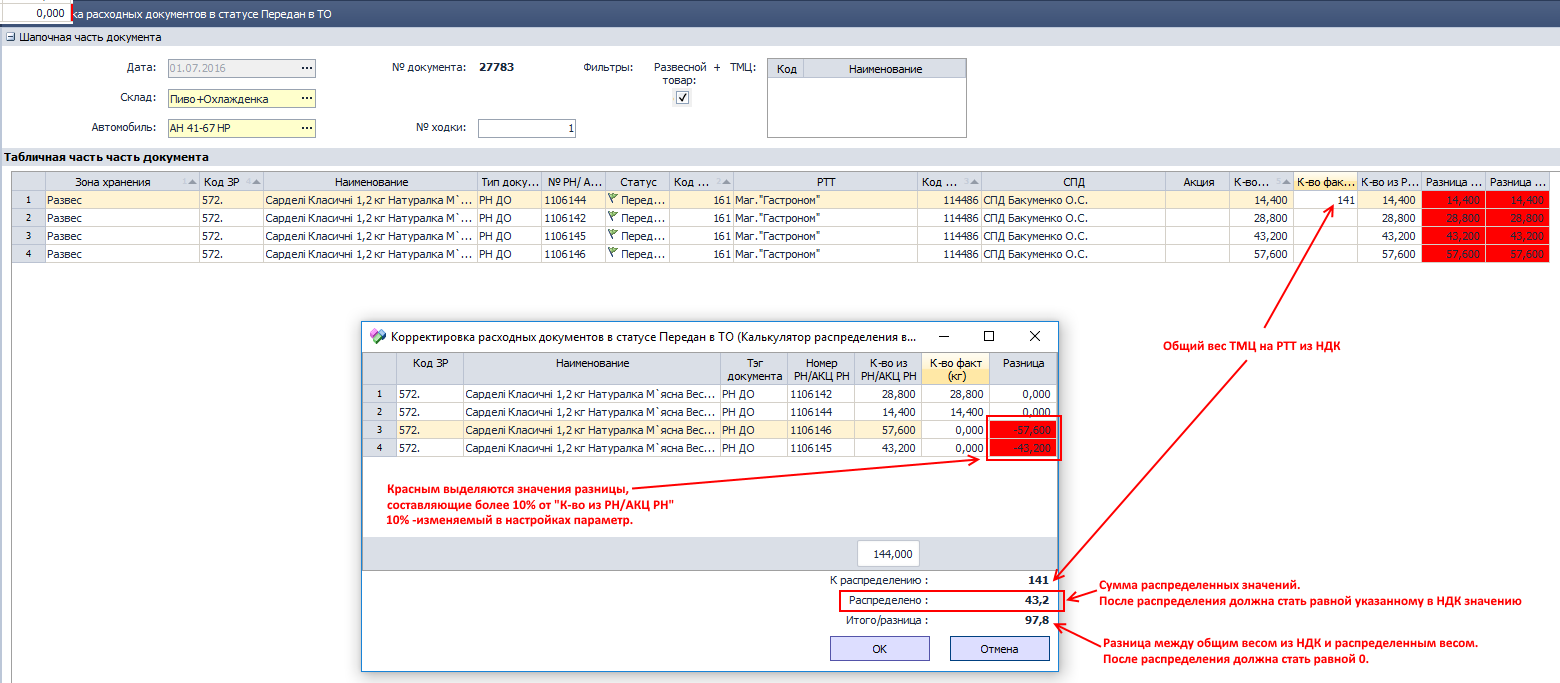 0,000 ка расходных документов в статусе Передан в ТО
Шапочная часть документа
Дата: 01.07.2016 ... № документа: 27783 Фильтры: Развесной + ТМЦ: Код Наименование
товар:
Склад: Пиво+Охлажденка ...
Автомобиль: АН 41-67 НР ... № ходки: 1
Табличная часть часть документа
Зона хранения 1 Код ЗР 4 Наименование Тип доку... № РН/ А... Статус Код ... 2 РТТ Код ... 3 СПД Акция К-во... 5 К-во фак... К-во из Р... Разница ... Разница ...
1 Развес 572. Сарделі Класичні 1,2 кг Натуралка М`... РН ДО 1106144 Перед... 161 Маг."Гастроном" 114486 СПД Бакуменко О.С. 14,400 141 14,400 14,400 14,400
2 Развес 572. Сарделі Класичні 1,2 кг Натуралка М`... РН ДО 1106142 Перед... 161 Маг."Гастроном" 114486 СПД Бакуменко О.С. 28,800 28,800 28,800 28,800
3 Развес 572. Сарделі Класичні 1,2 кг Натуралка М`... РН ДО 1106145 Перед... 161 Маг."Гастроном" 114486 СПД Бакуменко О.С. 43,200 43,200 43,200 43,200
4 Развес 572. Сарделі Класичні 1,2 кг Натуралка М`... РН ДО 1106146 Перед... 161 Маг."Гастроном" 114486 СПД Бакуменко О.С. 57,600 57,600 57,600 57,600
Общий вес ТМЦ на РТТ из НДК
Корректировка расходных документов в статусе Передан в ТО (Калькулятор распределения в...
Код ЗР Наименование Тэг К-во из К-во факт Разница
документа Номер РН/АКЦ РН РН/АКЦ РН (кг)
1 572. Сарделі Класичні 1,2 кг Натуралка М`ясна Вес... РН ДО 1106142 28,800 28,800 0,000
2 572. Сарделі Класичні 1,2 кг Натуралка М`ясна Вес... РН ДО 1106144 14,400 14,400 0,000
3 572. Сарделі Класичні 1,2 кг Натуралка М`ясна Вес... РН ДО 1106146 57,600 0,000 -57,600
4 572. Сарделі Класичні 1,2 кг Натуралка М`ясна Вес... РН ДО 1106145 43,200 0,000 -43,200
Красным выделяются значения разницы,
составляющие более 10% от "К-во из РН/АКЦ РН"
10% -изменяемый в настройках параметр.
144,000
К распределению : 141
Распределено : 43,2
Итого/разница : 97,8
ОК Отмена
Сумма распределенных значений.
После распределения должна стать равной указанному в НДК значению
Разница между общим весом из НДК и распределенным весом.
После распределения должна стать равной 0.